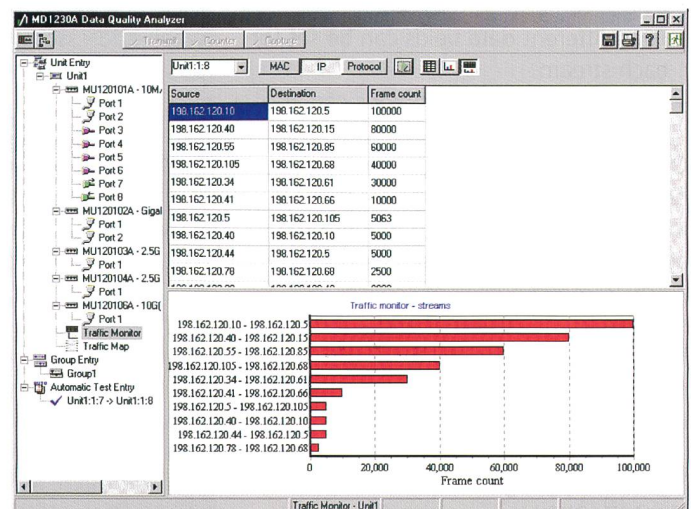 MD1230A Data Quality Analyzer
Transmit Counter Capture
Unit1:1:8 MAC IP Protocol
Unit Entry
Unit1
MU120101A - 10M/
Port 1
Port 2
Port 3
Port 4
Port 5
Port 6
Port 7
Port 8
MU120102A - Gigal
Port 1
Port 2
MU120103A - 2.5G
Port 1
MU120104A - 2.5G
Port 1
MU120106A - 10G(
Port 1
Traffic Monitor
Traffic Map
Group Entry
Group1
Automatic Test Entry
Unit1:1:7 -> Unit1:1:8
Source Destination Frame count
198.162.120.10 198.162.120.5 100000
198.162.120.40 198.162.120.15 80000
198.162.120.55 198.162.120.85 60000
198.162.120.105 198.162.120.68 40000
198.162.120.34 198.162.120.61 30000
198.162.120.41 198.162.120.66 10000
198.162.120.5 198.162.120.105 5063
198.162.120.40 198.162.120.10 5000
198.162.120.44 198.162.120.5 5000
198.162.120.78 198.162.120.68 2500
Traffic monitor - streams
198.162.120.10 - 198.162.120.5
198.162.120.40 - 198.162.120.15
198.162.120.55 - 198.162.120.85
198.162.120.105 - 198.162.120.68
198.162.120.34 - 198.162.120.61
198.162.120.41 - 198.162.120.66
198.162.120.5 - 198.162.120.105
198.162.120.40 - 198.162.120.10
198.162.120.44 - 198.162.120.5
198.162.120.78 - 198.162.120.68
0 20,000 40,000 60,000 80,000 100,000
Frame count
Traffic Monitor - Unit1